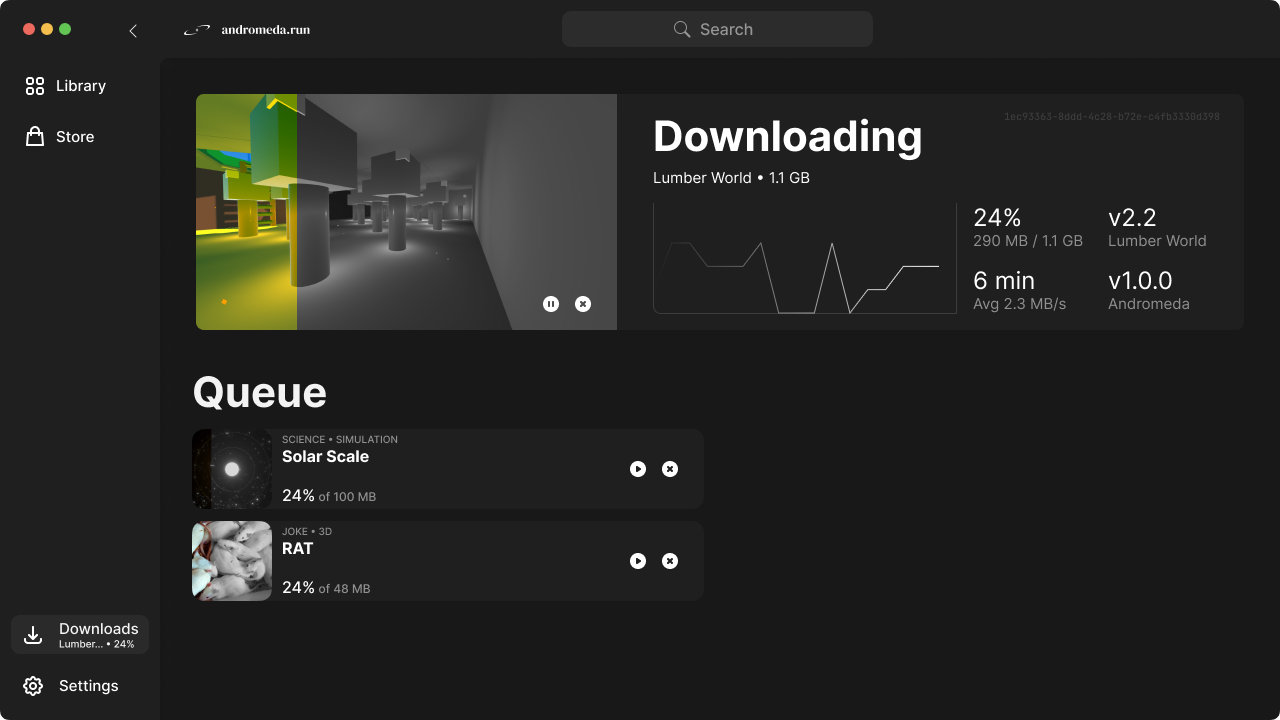 andromeda.run
Search
Library
Store
Downloading
1ec93363-8ddd-4c28-b72e-c4fb3330d398
Lumber World • 1.1 GB
24%
290 MB / 1.1 GB
v2.2
Lumber World
6 min
Avg 2.3 MB/s
v1.0.0
Andromeda
Queue
SCIENCE • SIMULATION
Solar Scale
24% of 100 MB
JOKE • 3D
RAT
24% of 48 MB
Downloads
Lumber... • 24%
Settings